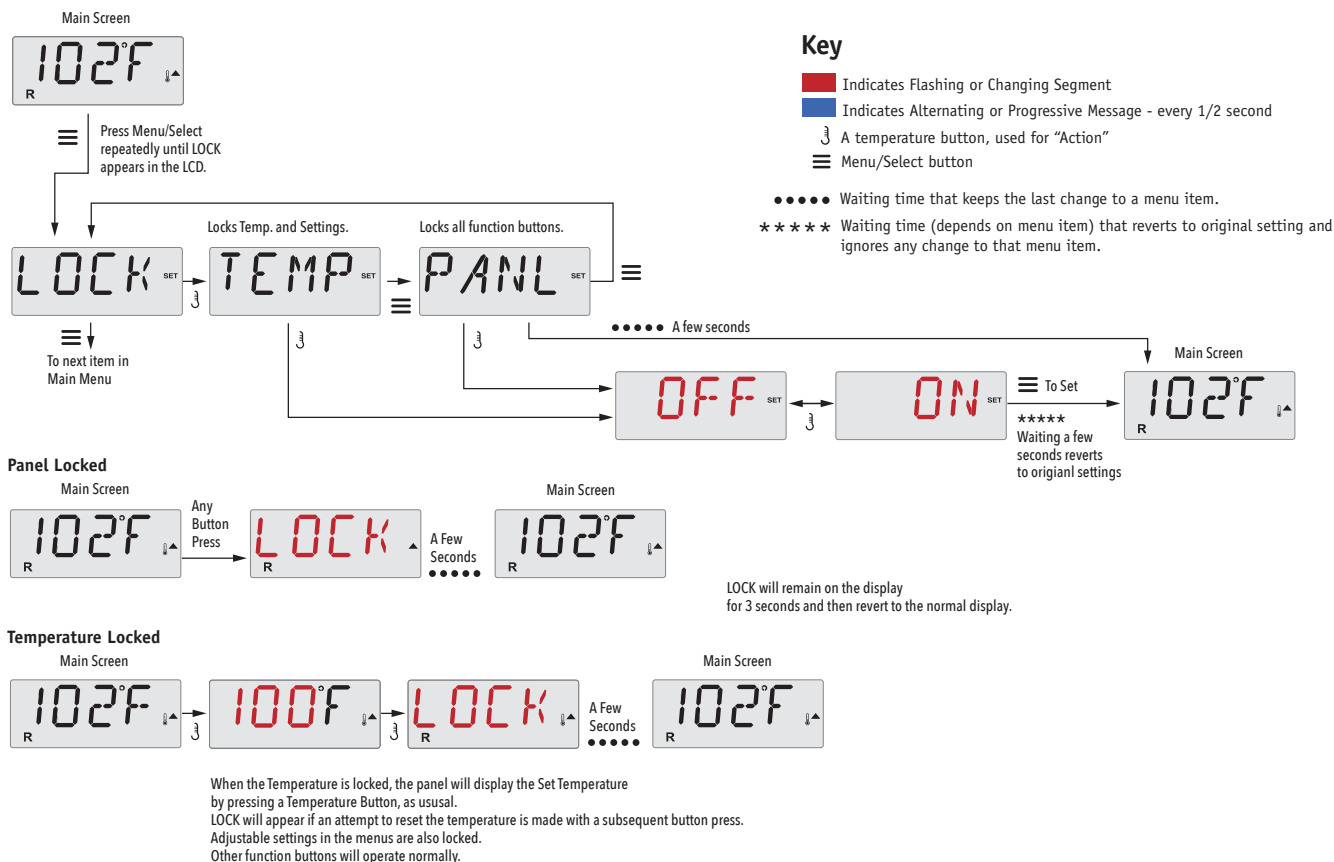 Main Screen
102°F
R
Press Menu/Select
repeatedly until LOCK
appears in the LCD.
Key
Indicates Flashing or Changing Segment
Indicates Alternating or Progressive Message - every 1/2 second
A temperature button, used for “Action”
Menu/Select button
••••• Waiting time that keeps the last change to a menu item.
***** Waiting time (depends on menu item) that reverts to original setting and
ignores any change to that menu item.
Locks Temp. and Settings.
Locks all function buttons.
LOCK SET
TEMP SET
PANL SET
To next item in
Main Menu
••••• A few seconds
OFF SET
ON SET
To Set
*****
Waiting a few
seconds reverts
to origianl settings
Main Screen
102°F
R
Panel Locked
Main Screen
102°F
R
Any
Button
Press
LOCK
R
A Few
Seconds
•••••
Main Screen
102°F
R
LOCK will remain on the display
for 3 seconds and then revert to the normal display.
Temperature Locked
Main Screen
102°F
R
100°F
LOCK
R
A Few
Seconds
•••••
Main Screen
102°F
R
When the Temperature is locked, the panel will display the Set Temperature
by pressing a Temperature Button, as ususal.
LOCK will appear if an attempt to reset the temperature is made with a subsequent button press.
Adjustable settings in the menus are also locked.
Other function buttons will operate normally.